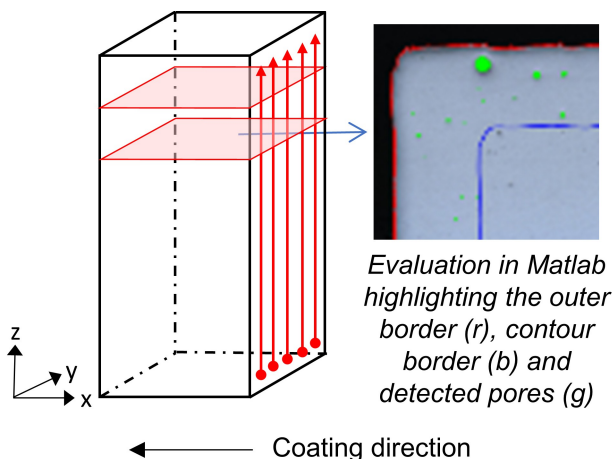 Evaluation in Matlab
highlighting the outer
border (r), contour
border (b) and
detected pores (g)
z
y
x
Coating direction